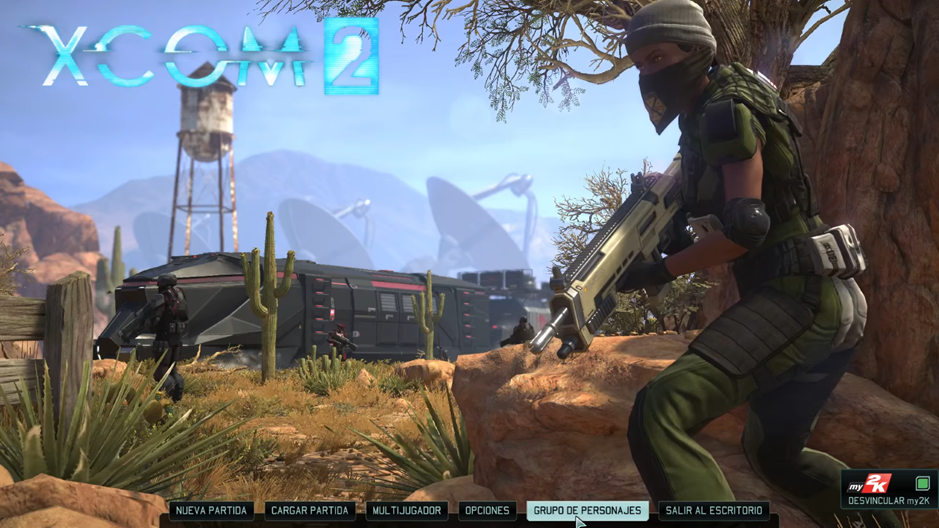 XCOM 2
my2K
DESVINCULAR my2K
NUEVA PARTIDA
CARGAR PARTIDA
MULTIJUGADOR
OPCIONES
GRUPO DE PERSONAJES
SALIR AL ESCRITORIO